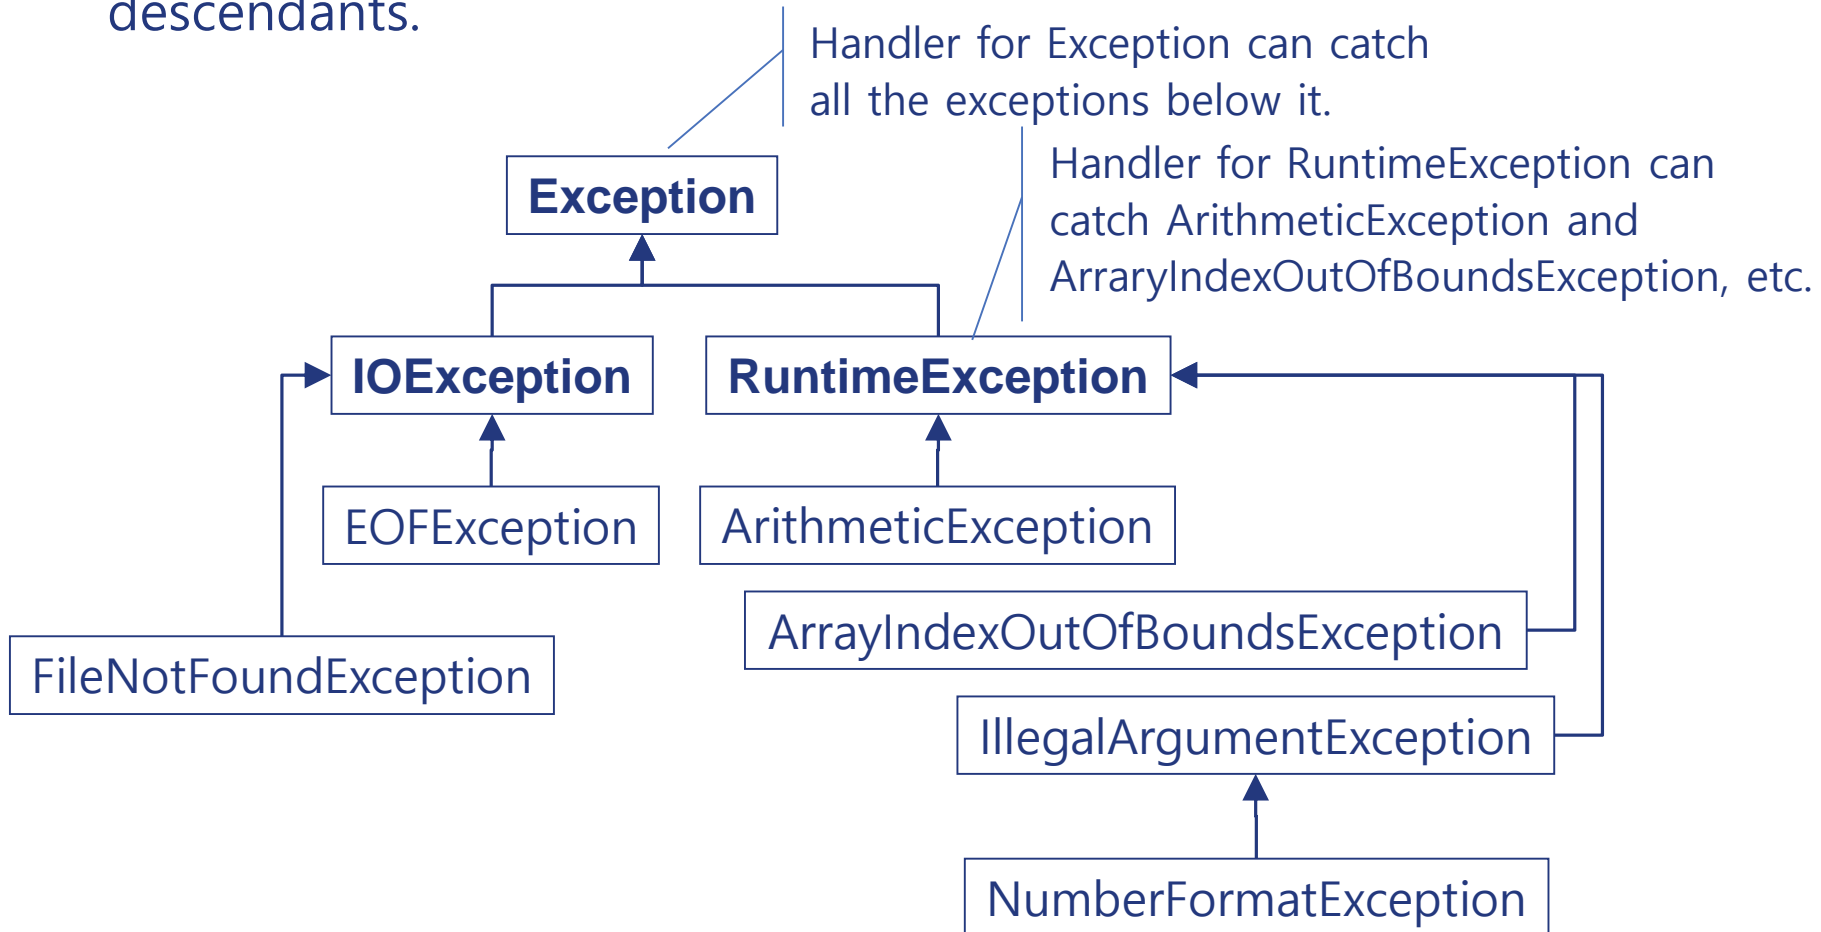 descendants.
Handler for Exception can catch
all the exceptions below it.
Handler for RuntimeException can
catch ArithmeticException and
ArraryIndexOutOfBoundsException, etc.
Exception
IOException
RuntimeException
EOFException
ArithmeticException
ArrayIndexOutOfBoundsException
FileNotFoundException
IllegalArgumentException
NumberFormatException